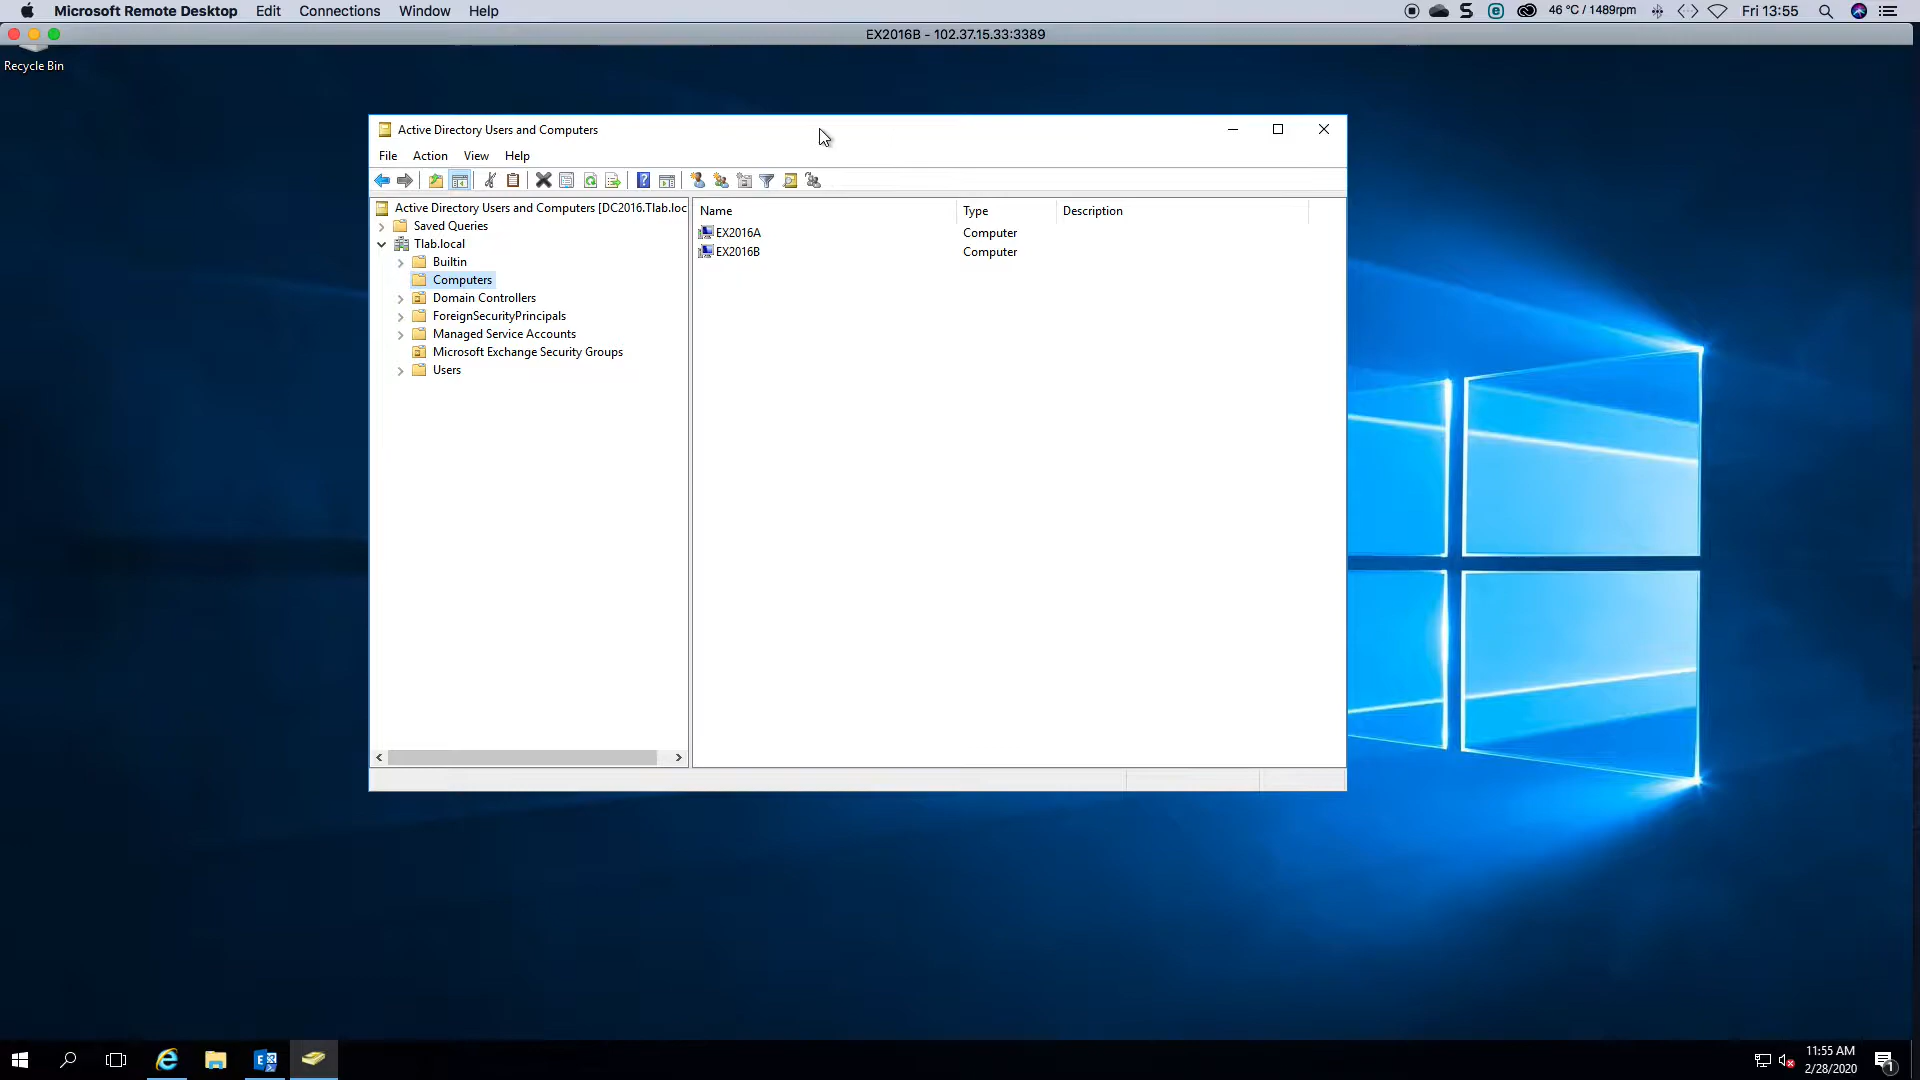 Microsoft Remote Desktop Edit Connections Window Help
46 °C / 1489rpm Fri 13:55
EX2016B - 102.37.15.33:3389
Recycle Bin
Active Directory Users and Computers
File Action View Help
Active Directory Users and Computers [DC2016.Tlab.loc
Saved Queries
Tlab.local
Builtin
Computers
Domain Controllers
ForeignSecurityPrincipals
Managed Service Accounts
Microsoft Exchange Security Groups
Users
Name Type Description
EX2016A Computer
EX2016B Computer
11:55 AM
2/28/2020
1